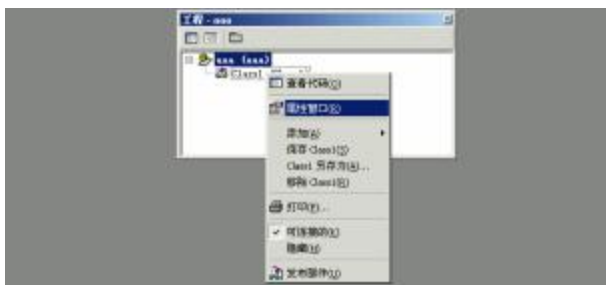 工程 - aaa
aaa (aaa)
Class1
查看代码(O)
属性窗口(R)
添加(A)
保存 Class1(S)
Class1 另存为(A)...
移除 Class1(R)
打印(P)...
可连接的(K)
隐藏(H)
发布部件(U)